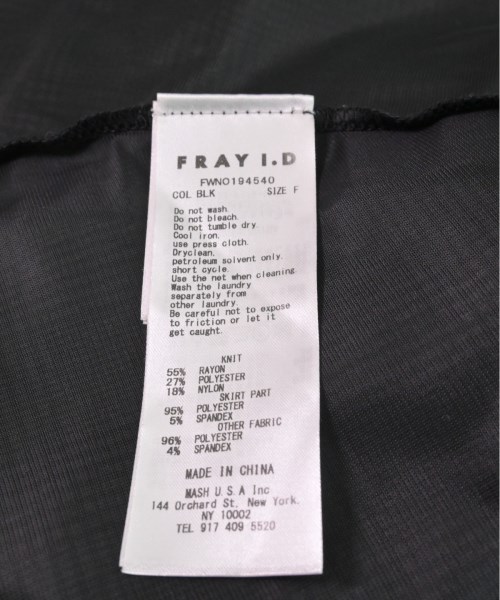 FRAY I.D
FWNO194540
COL BLK SIZE F
Do not wash.
Do not bleach.
Do not tumble dry.
Cool iron.
use press cloth.
Dryclean.
petroleum solvent only.
short cycle.
Use the net when cleaning.
Wash the laundry
separately from
other laundry.
Be careful not to expose
to friction or let it
get caught.
KNIT
55% RAYON
27% POLYESTER
18% NYLON
SKIRT PART
95% POLYESTER
5% SPANDEX
OTHER FABRIC
96% POLYESTER
4% SPANDEX
MADE IN CHINA
MASH U.S.A Inc
144 Orchard St, New York.
NY 10002
TEL 917 409 5520